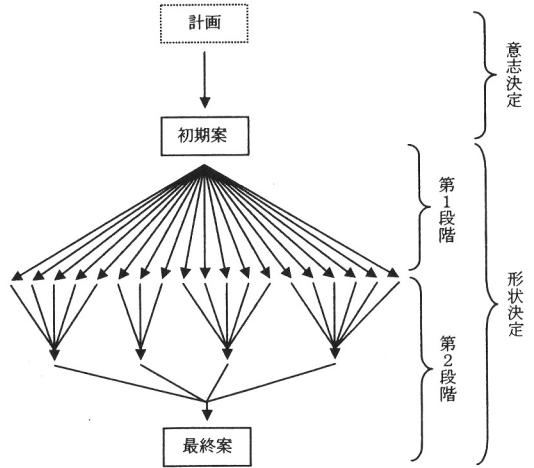 計画
意志決定
初期案
第1段階
形状決定
第2段階
最終案